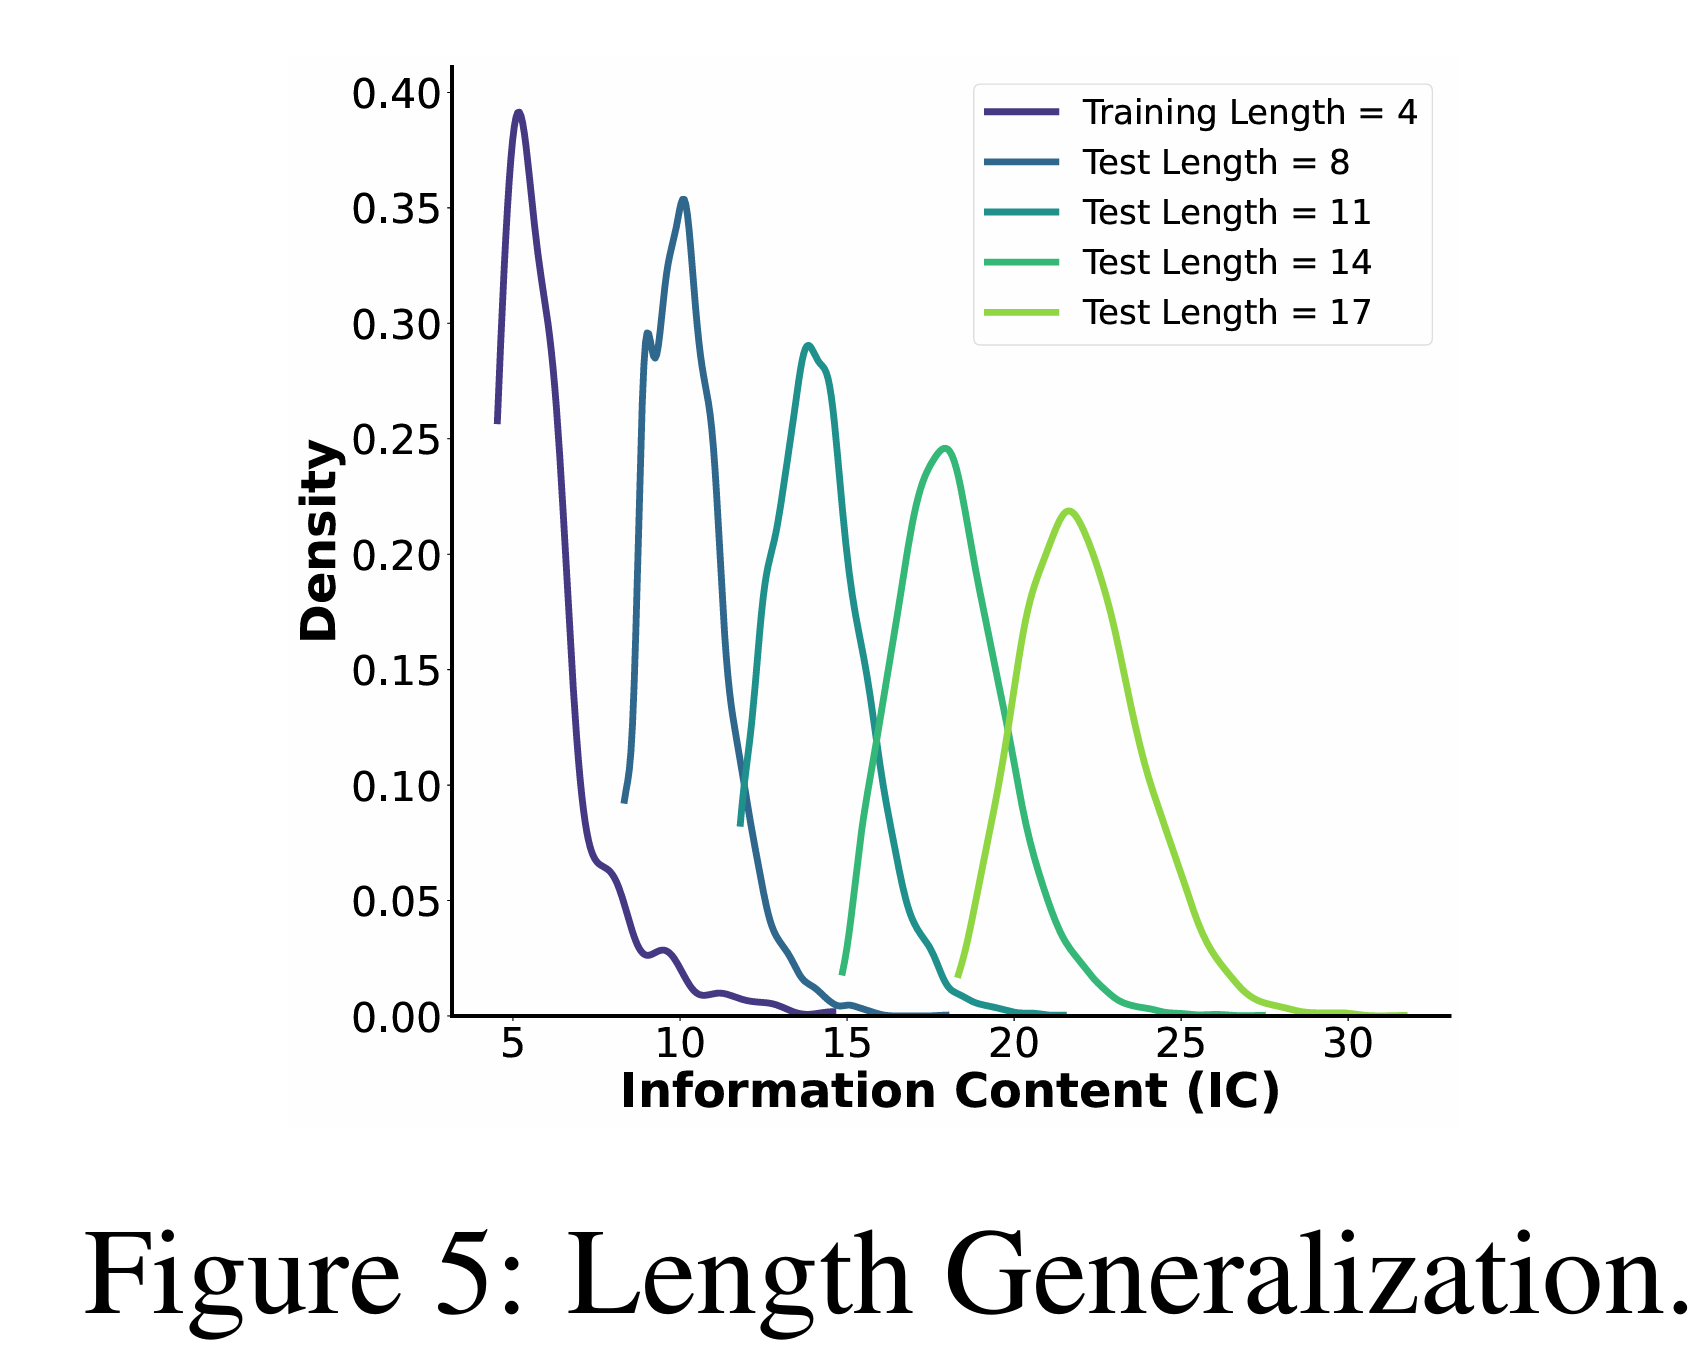 0.40
0.35
0.30
0.25
0.20
0.15
0.10
0.05
0.00
Density
Training Length = 4
Test Length = 8
Test Length = 11
Test Length = 14
Test Length = 17
5 10 15 20 25 30
Information Content (IC)
Figure 5: Length Generalization.